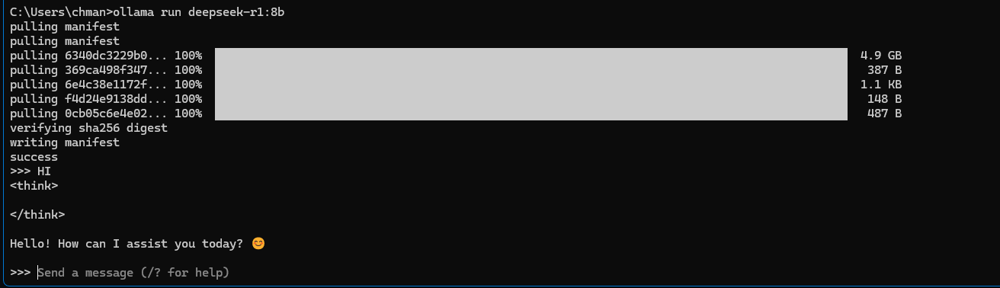 C:\Users\chman>ollama run deepseek-r1:8b
pulling manifest
pulling manifest
pulling 6340dc3229b0... 100% 4.9 GB
pulling 369ca498f347... 100% 387 B
pulling 6e4c38e1172f... 100% 1.1 KB
pulling f4d24e9138dd... 100% 148 B
pulling 0cb05c6e4e02... 100% 487 B
verifying sha256 digest
writing manifest
success
>>> HI
<think>
</think>
Hello! How can I assist you today? 😊
>>> Send a message (/? for help)